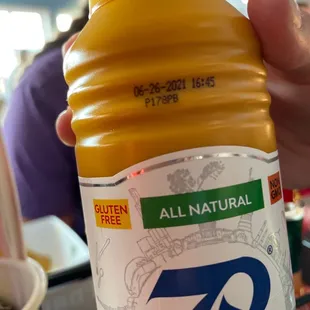 06-26-2021 16:45
P178PB
GLUTEN
FREE
ALL NATURAL
®